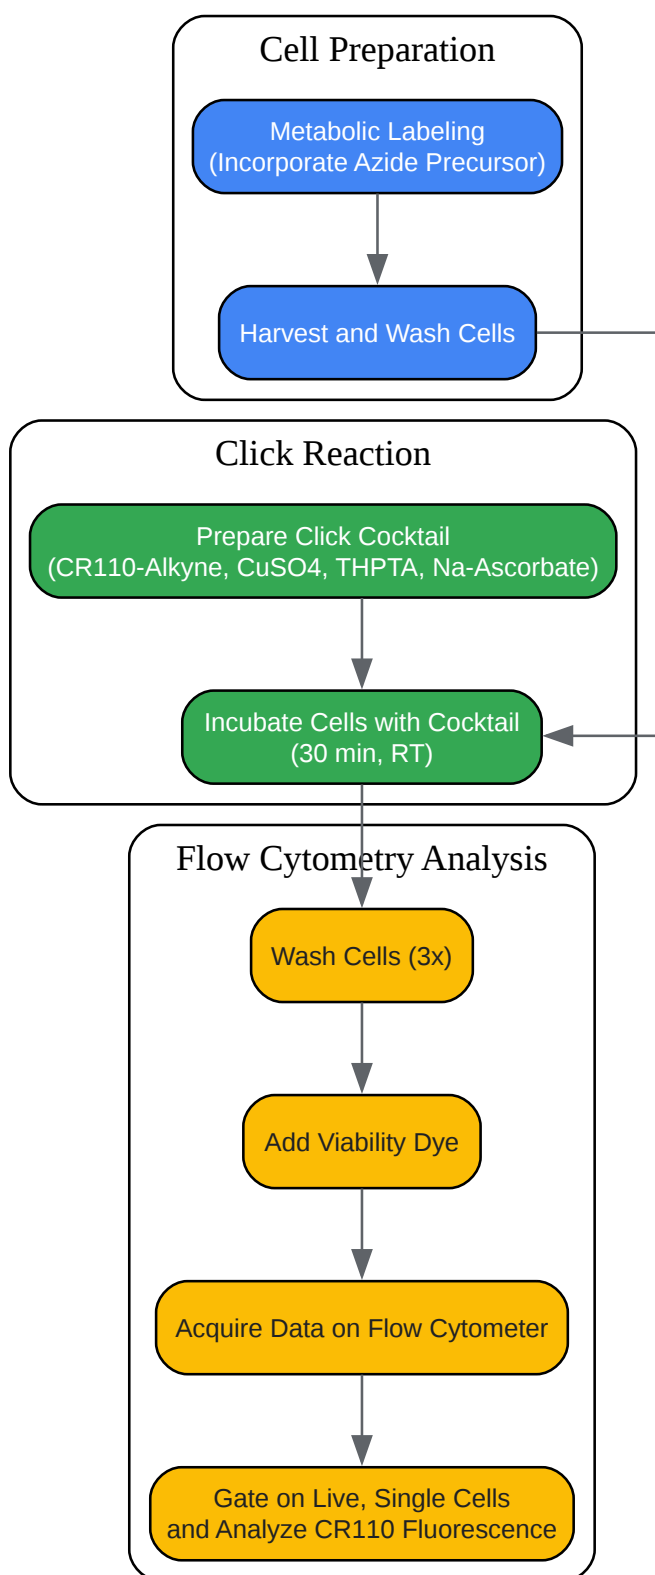 Cell Preparation
Metabolic Labeling
(Incorporate Azide Precursor)
Harvest and Wash Cells
Click Reaction
Prepare Click Cocktail
(CR110-Alkyne, CuSO4, THPTA, Na-Ascorbate)
Incubate Cells with Cocktail
(30 min, RT)
Flow Cytometry Analysis
Wash Cells (3x)
Add Viability Dye
Acquire Data on Flow Cytometer
Gate on Live, Single Cells
and Analyze CR110 Fluorescence